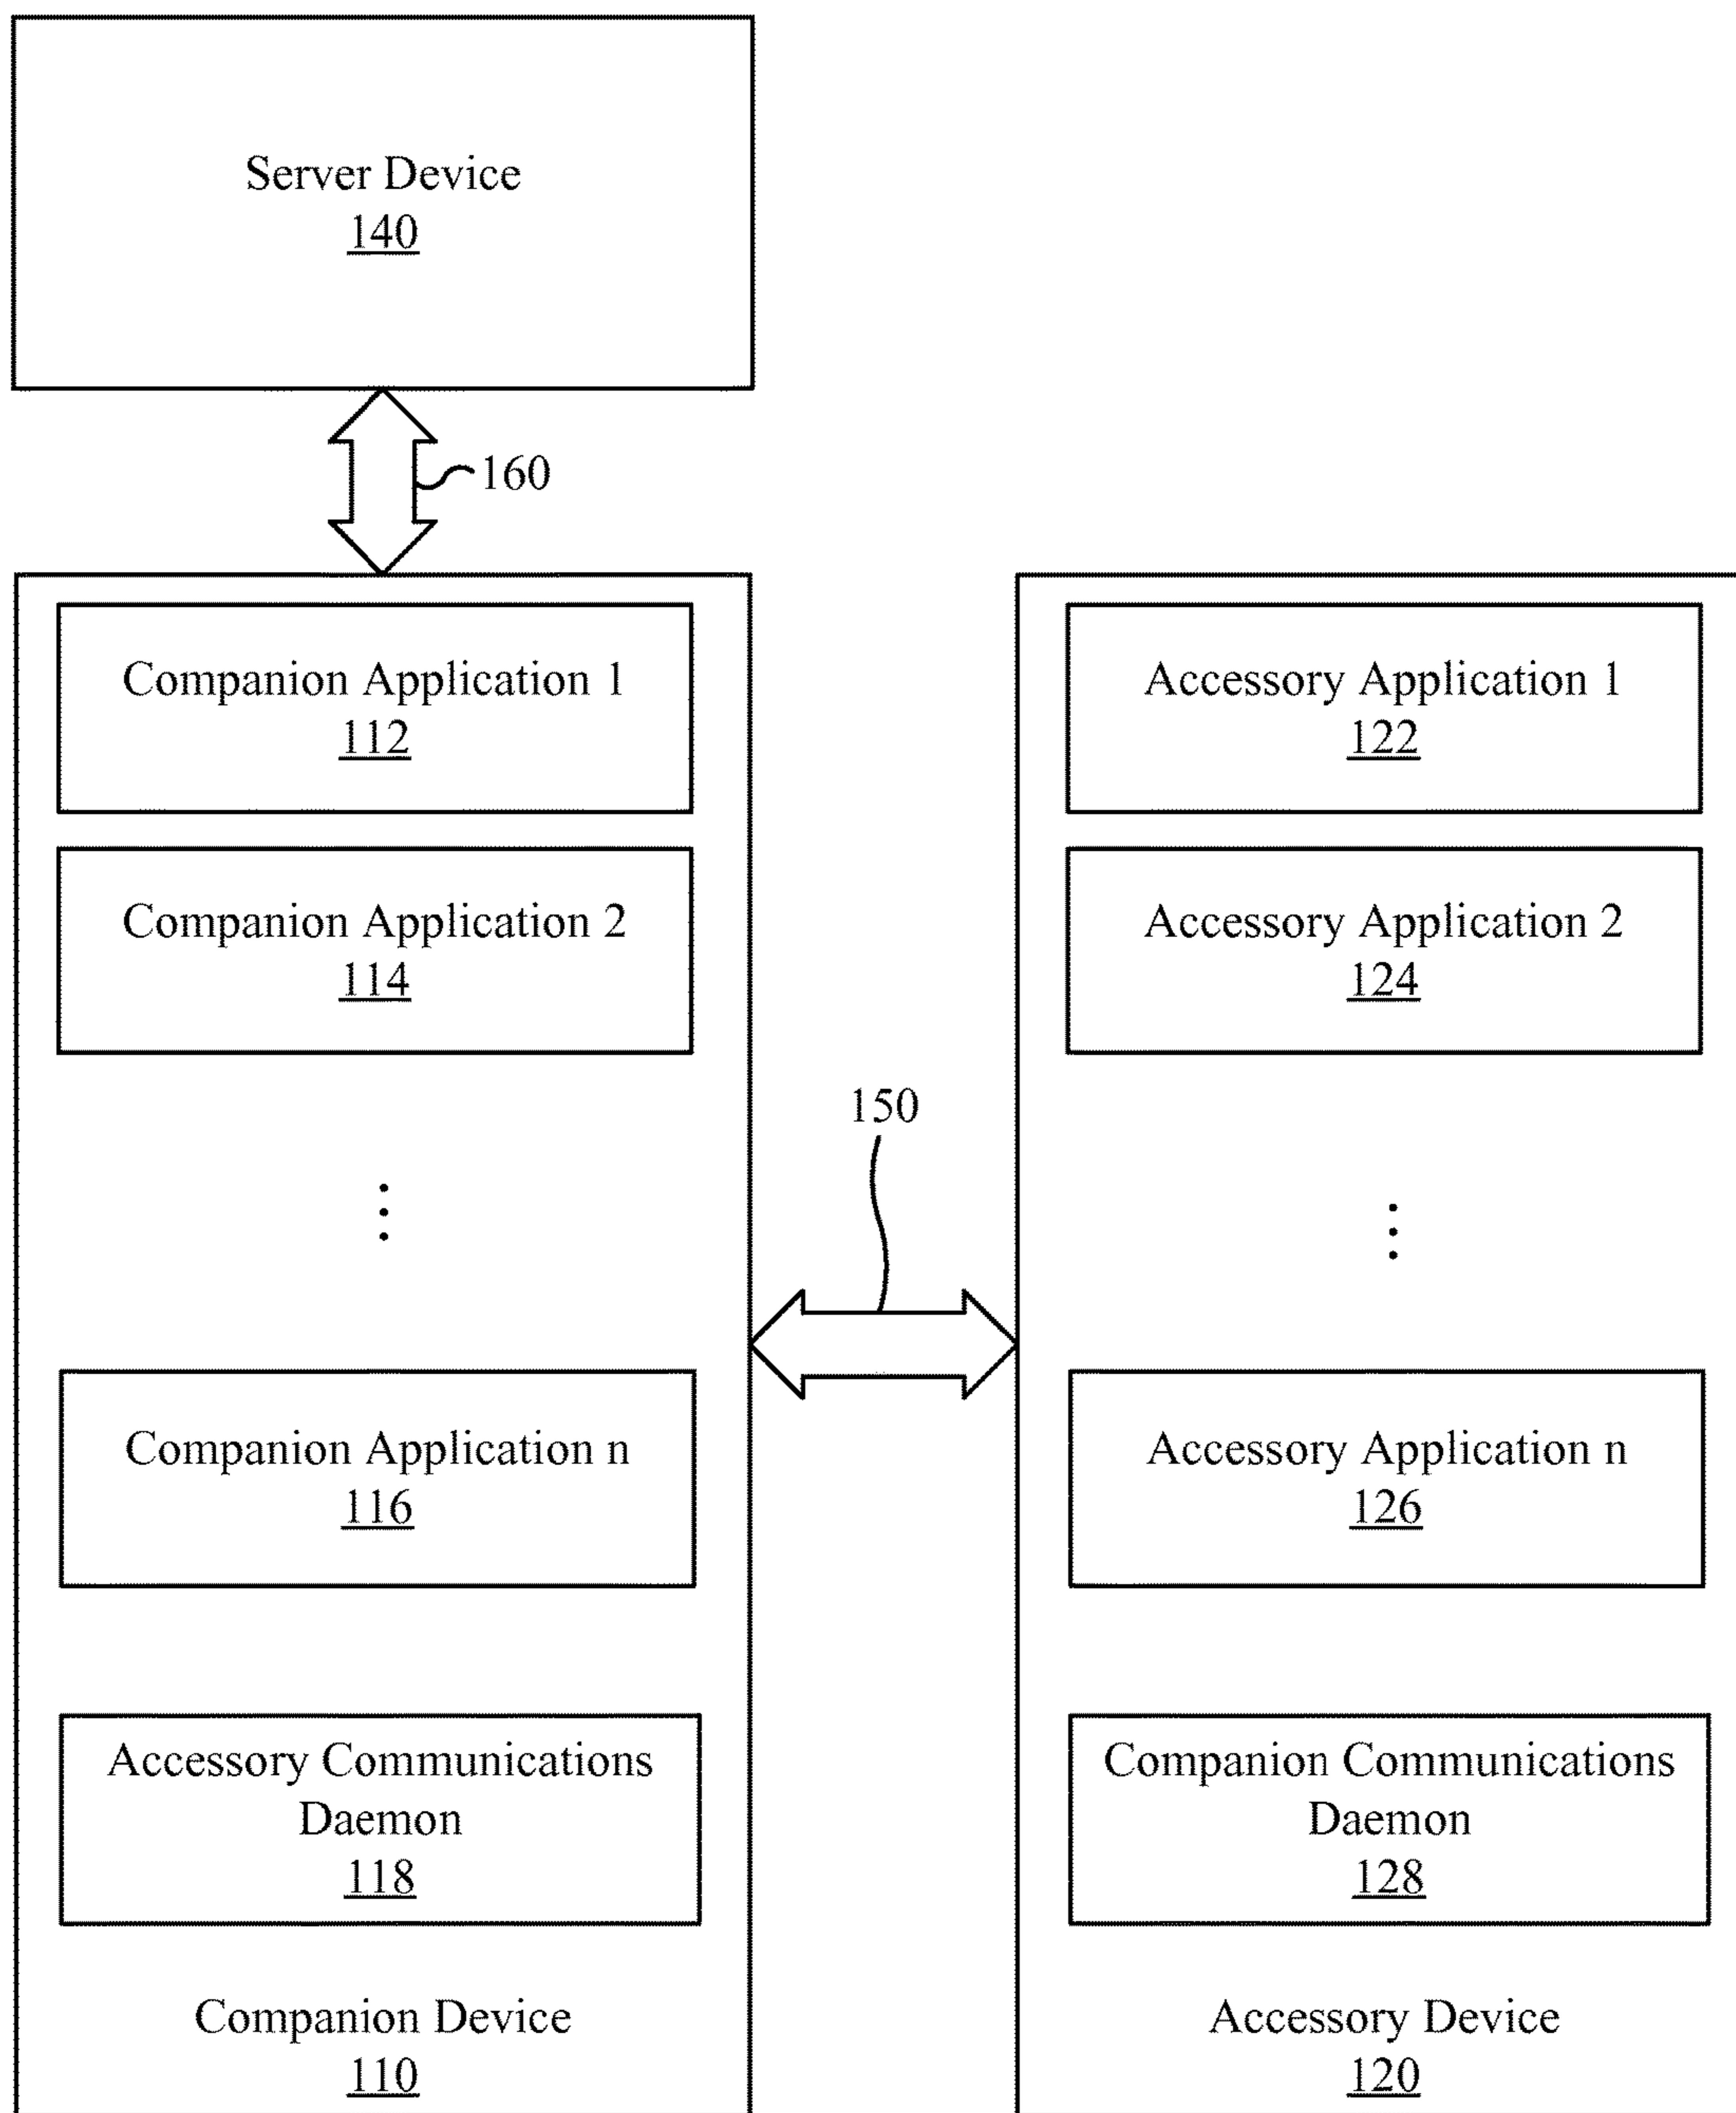 Server Device
140
160
Companion Application 1
112
Companion Application 2
114
Companion Application n
116
Accessory Communications
Daemon
118
Companion Device
110
150
Accessory Application 1
122
Accessory Application 2
124
Accessory Application n
126
Companion Communications
Daemon
128
Accessory Device
120